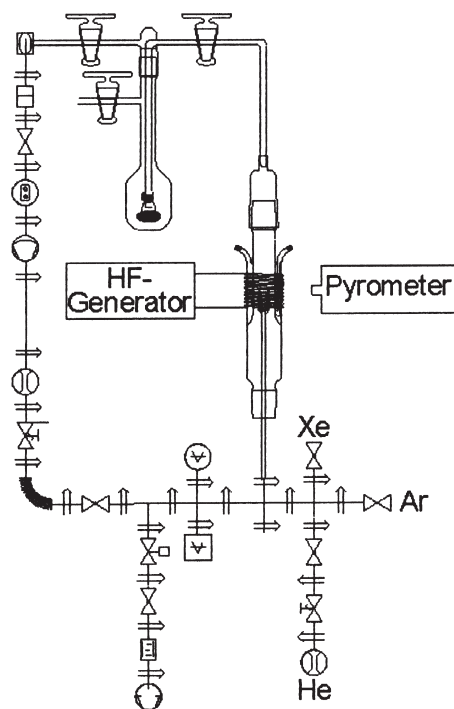 HF-
Generator
Pyrometer
Xe
Ar
He